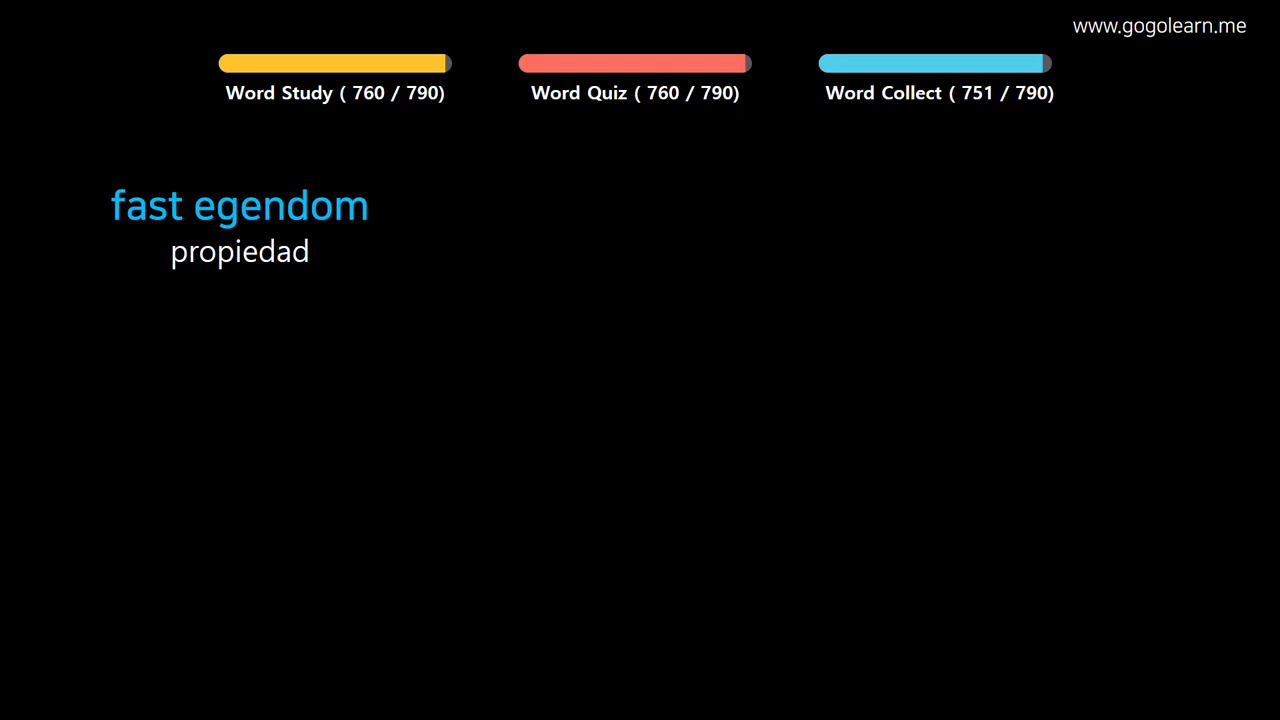 www.gogolearn.me
Word Study ( 760 / 790)
Word Quiz ( 760 / 790)
Word Collect ( 751 / 790)
fast egendom
propiedad